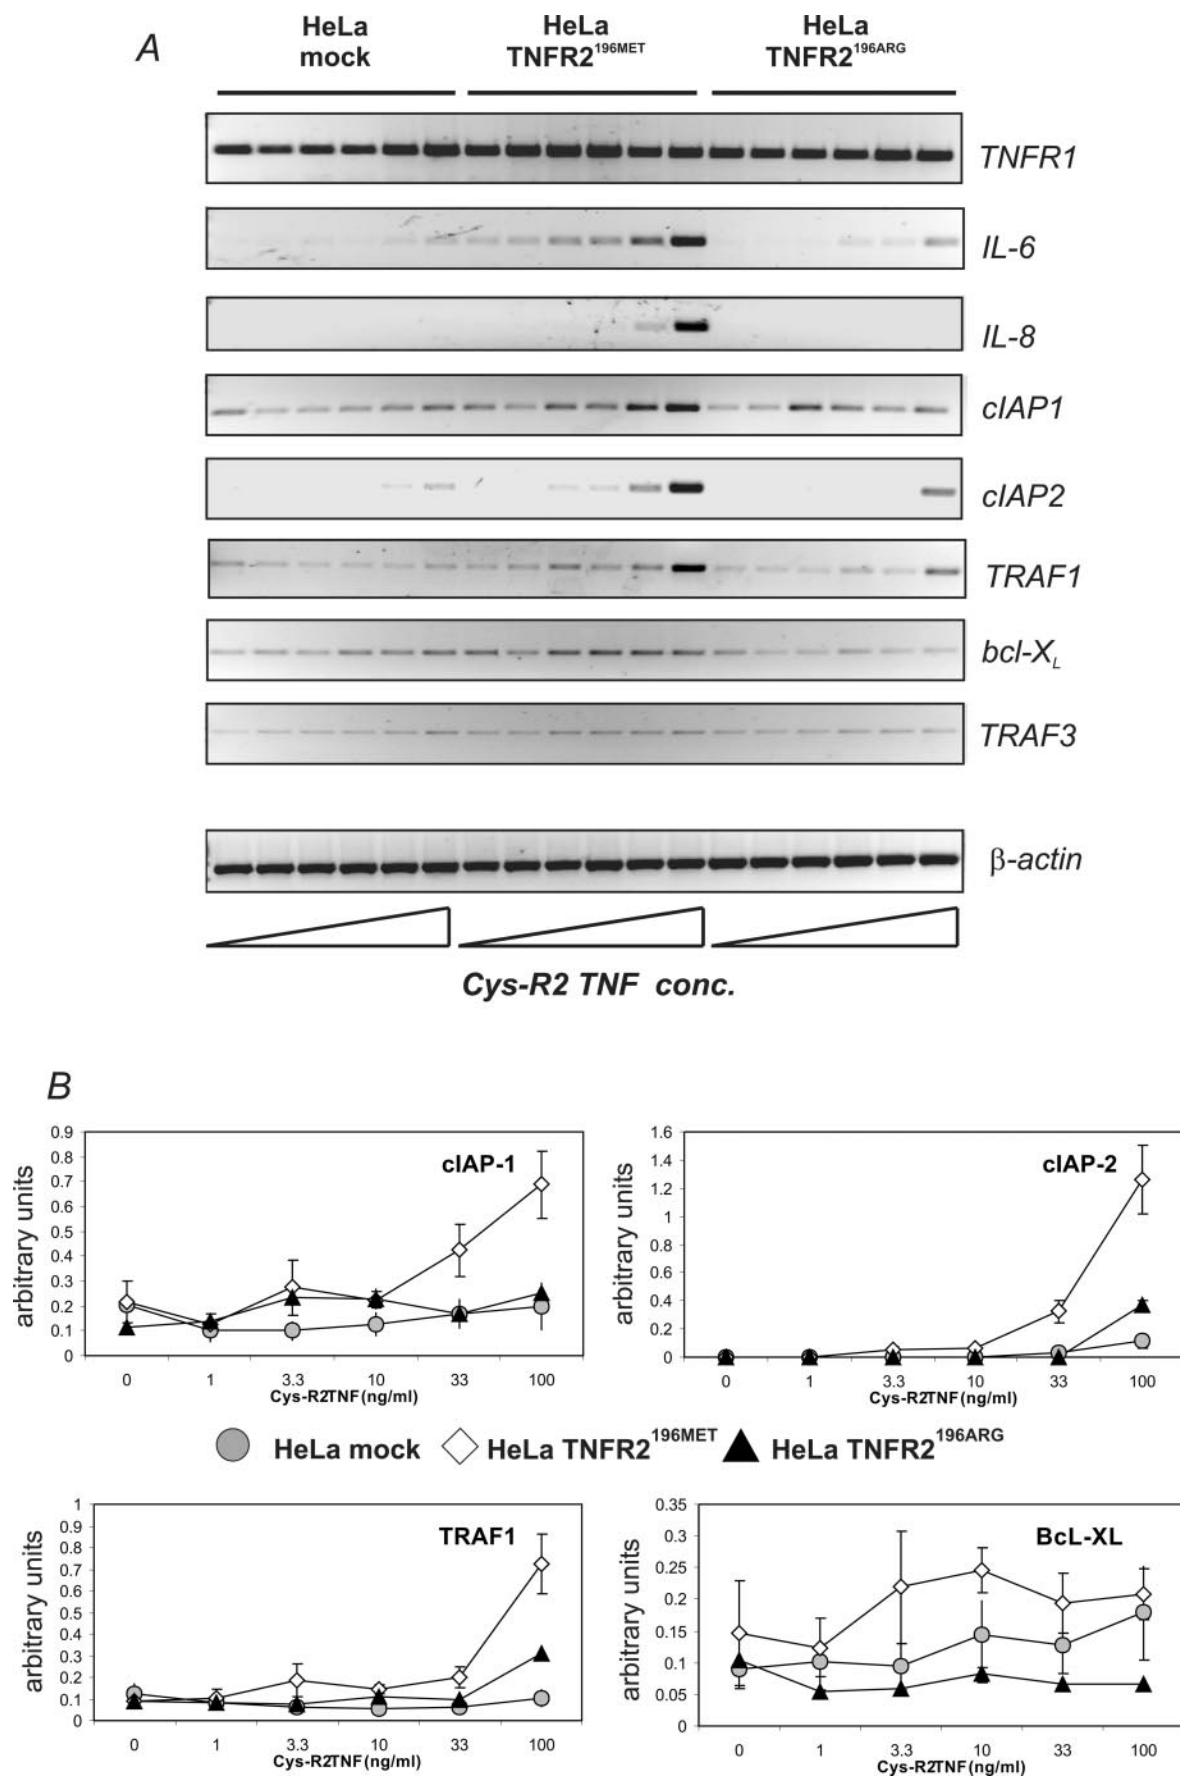 A
HeLa
mock
HeLa
TNFR2196MET
HeLa
TNFR2196ARG
TNFR1
IL-6
IL-8
cIAP1
cIAP2
TRAF1
bcl-XL
TRAF3
β-actin
Cys-R2 TNF conc.
B
arbitrary units
0.9
0.8
0.7
0.6
0.5
0.4
0.3
0.2
0.1
0
cIAP-1
0 1 3.3 10 33 100
Cys-R2TNF(ng/ml)
arbitrary units
1.6
1.4
1.2
1
0.8
0.6
0.4
0.2
0
cIAP-2
0 1 3.3 10 33 100
Cys-R2TNF(ng/ml)
HeLa mock HeLa TNFR2196MET HeLa TNFR2196ARG
arbitrary units
1
0.9
0.8
0.7
0.6
0.5
0.4
0.3
0.2
0.1
0
TRAF1
0 1 3.3 10 33 100
Cys-R2TNF(ng/ml)
arbitrary units
0.35
0.3
0.25
0.2
0.15
0.1
0.05
0
BcL-XL
0 1 3.3 10 33 100
Cys-R2TNF(ng/ml)